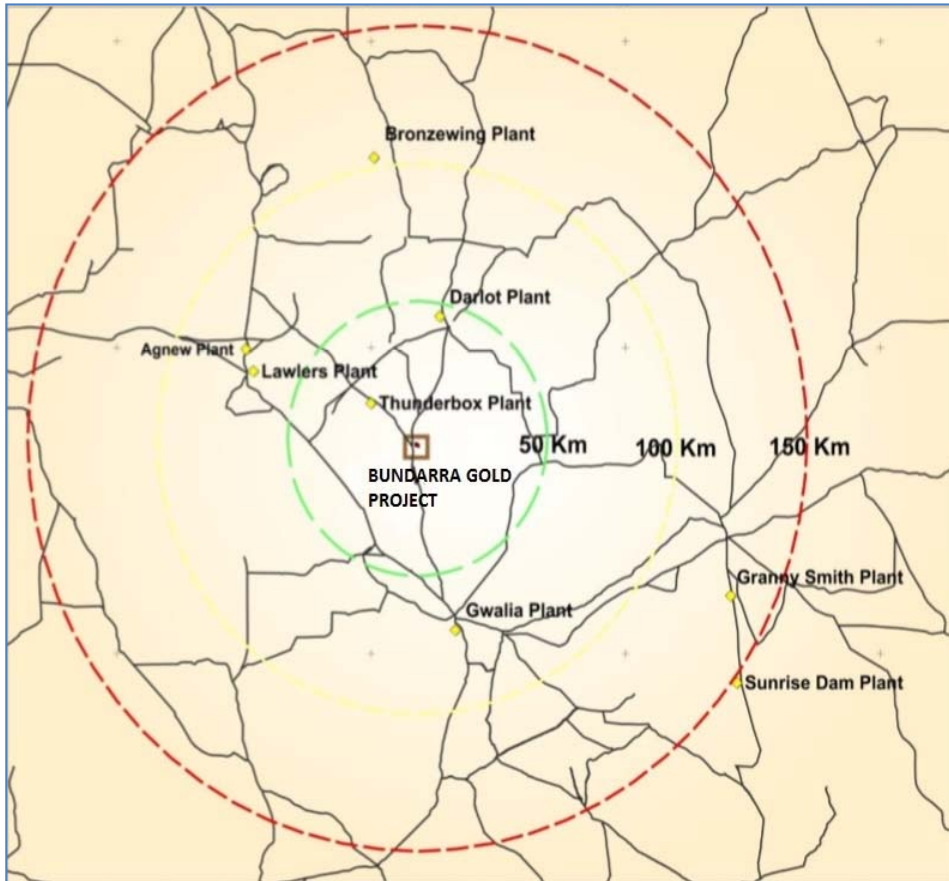 Bronzewing Plant
Darlot Plant
Agnew Plant
Lawlers Plant
Thunderbox Plant
50 Km
100 Km
150 Km
BUNDARRA GOLD
PROJECT
Granny Smith Plant
Gwalia Plant
Sunrise Dam Plant